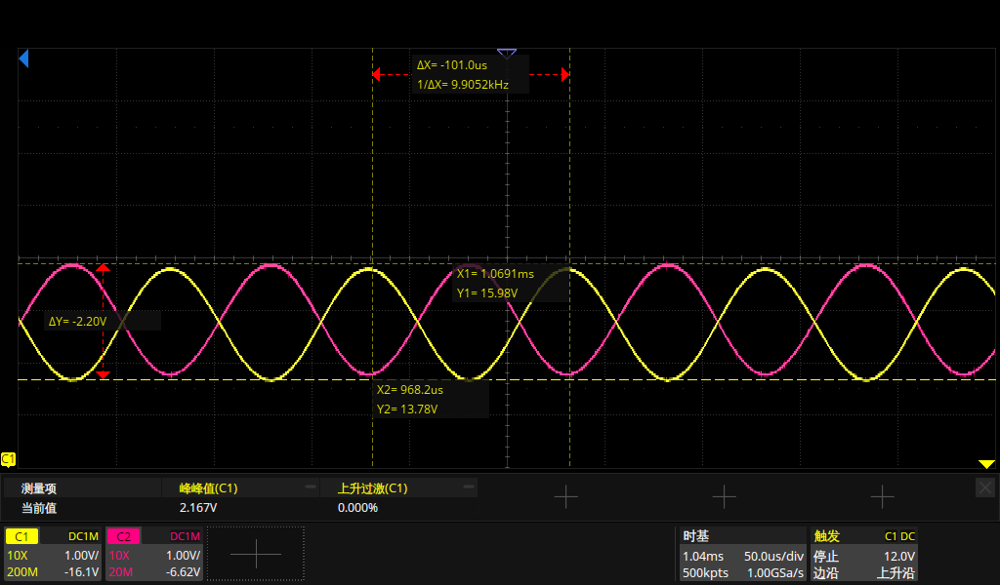 ΔX= -101.0us
1/ΔX= 9.9052kHz
X1= 1.0691ms
Y1= 15.98V
ΔY= -2.20V
X2= 968.2us
Y2= 13.78V
C1
测量项 峰峰值(C1) 上升过激(C1)
当前值 2.167V 0.000%
C1 DC1M C2 DC1M 时基 触发 C1 DC
10X 1.00V/ 10X 1.00V/ 1.04ms 50.0us/div 停止 12.0V
200M -16.1V 20M -6.62V 500kpts 1.00GSa/s 边沿 上升沿